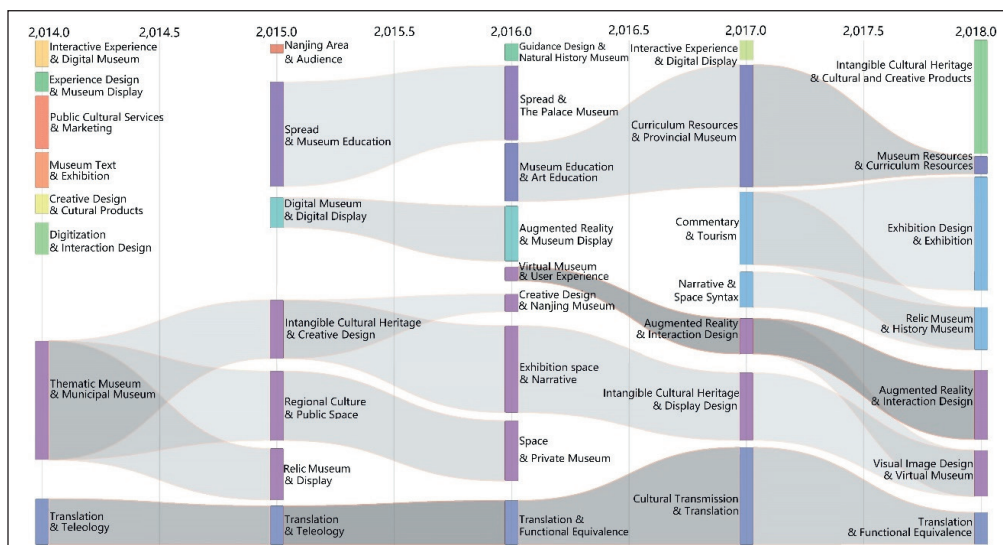 2,014.0 2,014.5 2,015.0 2,015.5 2,016.0 2,016.5 2,017.0 2,017.5 2,018.0
Interactive Experience
& Digital Museum
Experience Design
& Museum Display
Public Cultural Services
& Marketing
Museum Text
& Exhibition
Creative Design
& Cutural Products
Digitization
& Interaction Design
Thematic Museum
& Municipal Museum
Translation
& Teleology
Nanjing Area
& Audience
Spread
& Museum Education
Digital Museum
& Digital Display
Intangible Cultural Heritage
& Creative Design
Regional Culture
& Public Space
Relic Museum
& Display
Translation
& Teleology
Guidance Design &
Natural History Museum
Spread &
The Palace Museum
Museum Education
& Art Education
Augmented Reality
& Museum Display
Virtual Museum
& User Experience
Creative Design
& Nanjing Museum
Exhibition space
& Narrative
Space
& Private Museum
Translation &
Functional Equivalence
Interactive Experience
& Digital Display
Curriculum Resources
& Provincial Museum
Commentary
& Tourism
Narrative &
Space Syntax
Augmented Reality
& Interaction Design
Intangible Cultural Heritage
& Display Design
Cultural Transmission
& Translation
Intangible Cultural Heritage
& Cultural and Creative Products
Museum Resources
& Curriculum Resources
Exhibition Design
& Exhibition
Relic Museum
& History Museum
Augmented Reality
& Interaction Design
Visual Image Design
& Virtual Museum
Translation
& Functional Equivalence